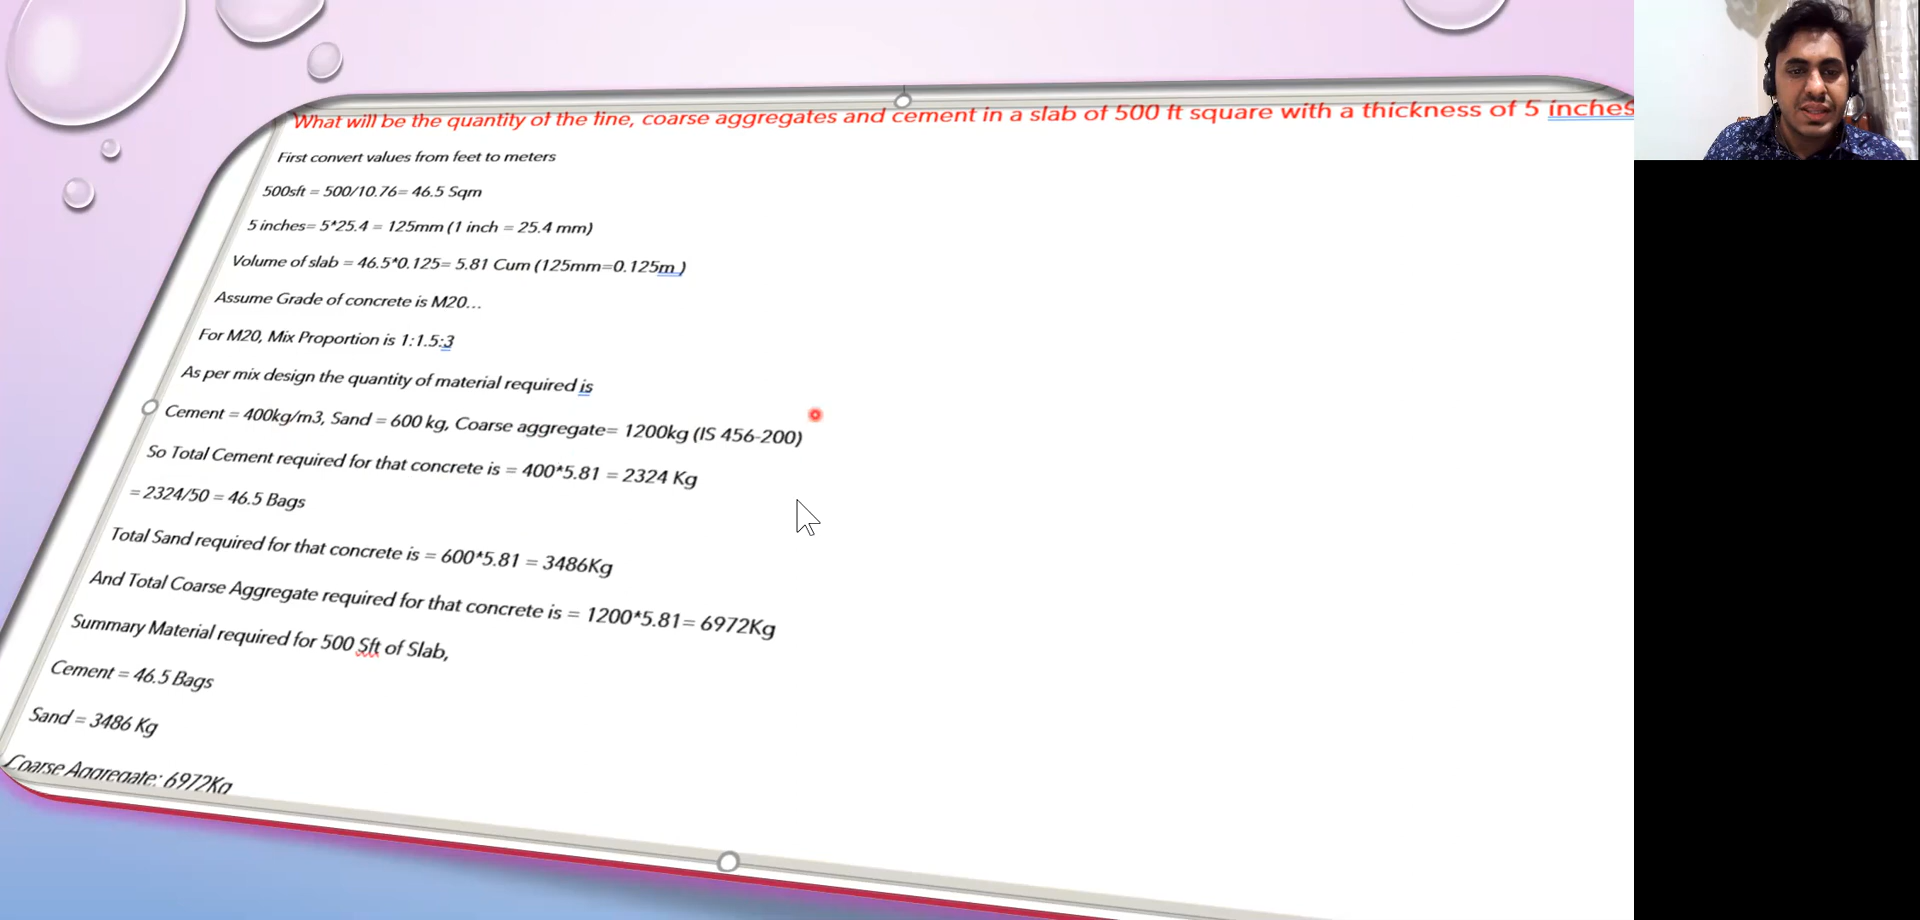 What will be the quantity of the fine, coarse aggregates and cement in a slab of 500 ft square with a thickness of 5 inches
First convert values from feet to meters
500sft = 500/10.76= 46.5 Sqm
5 inches= 5*25.4 = 125mm (1 inch = 25.4 mm)
Volume of slab = 46.5*0.125= 5.81 Cum (125mm=0.125m )
Assume Grade of concrete is M20...
For M20, Mix Proportion is 1:1.5:3
As per mix design the quantity of material required is
Cement = 400kg/m3, Sand = 600 kg, Coarse aggregate= 1200kg (IS 456-200)
So Total Cement required for that concrete is = 400*5.81 = 2324 Kg
= 2324/50 = 46.5 Bags
Total Sand required for that concrete is = 600*5.81 = 3486Kg
And Total Coarse Aggregate required for that concrete is = 1200*5.81= 6972Kg
Summary Material required for 500 Sft of Slab,
Cement = 46.5 Bags
Sand = 3486 Kg
Coarse Aggregate: 6972Kg